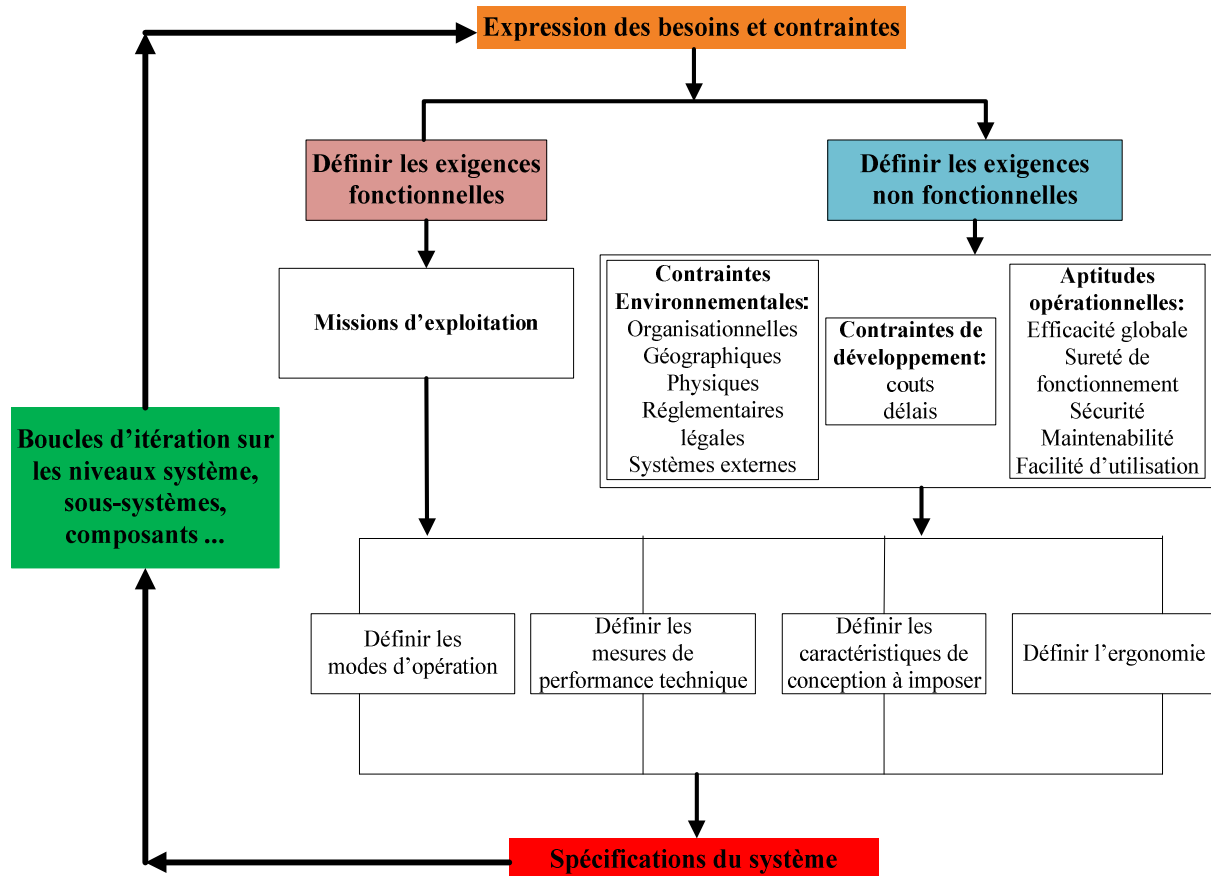 Expression des besoins et contraintes
Définir les exigences
fonctionnelles
Définir les exigences
non fonctionnelles
Missions d'exploitation
Contraintes
Environnementales:
Organisationnelles
Géographiques
Physiques
Réglementaires
légales
Systèmes externes
Contraintes de
développement:
couts
délais
Aptitudes
opérationnelles:
Efficacité globale
Sureté de
fonctionnement
Sécurité
Maintenabilité
Facilité d'utilisation
Boucles d'itération sur
les niveaux système,
sous-systèmes,
composants ...
Définir les
modes d'opération
Définir les
mesures de
performance technique
Définir les
caractéristiques de
conception à imposer
Définir l'ergonomie
Spécifications du système